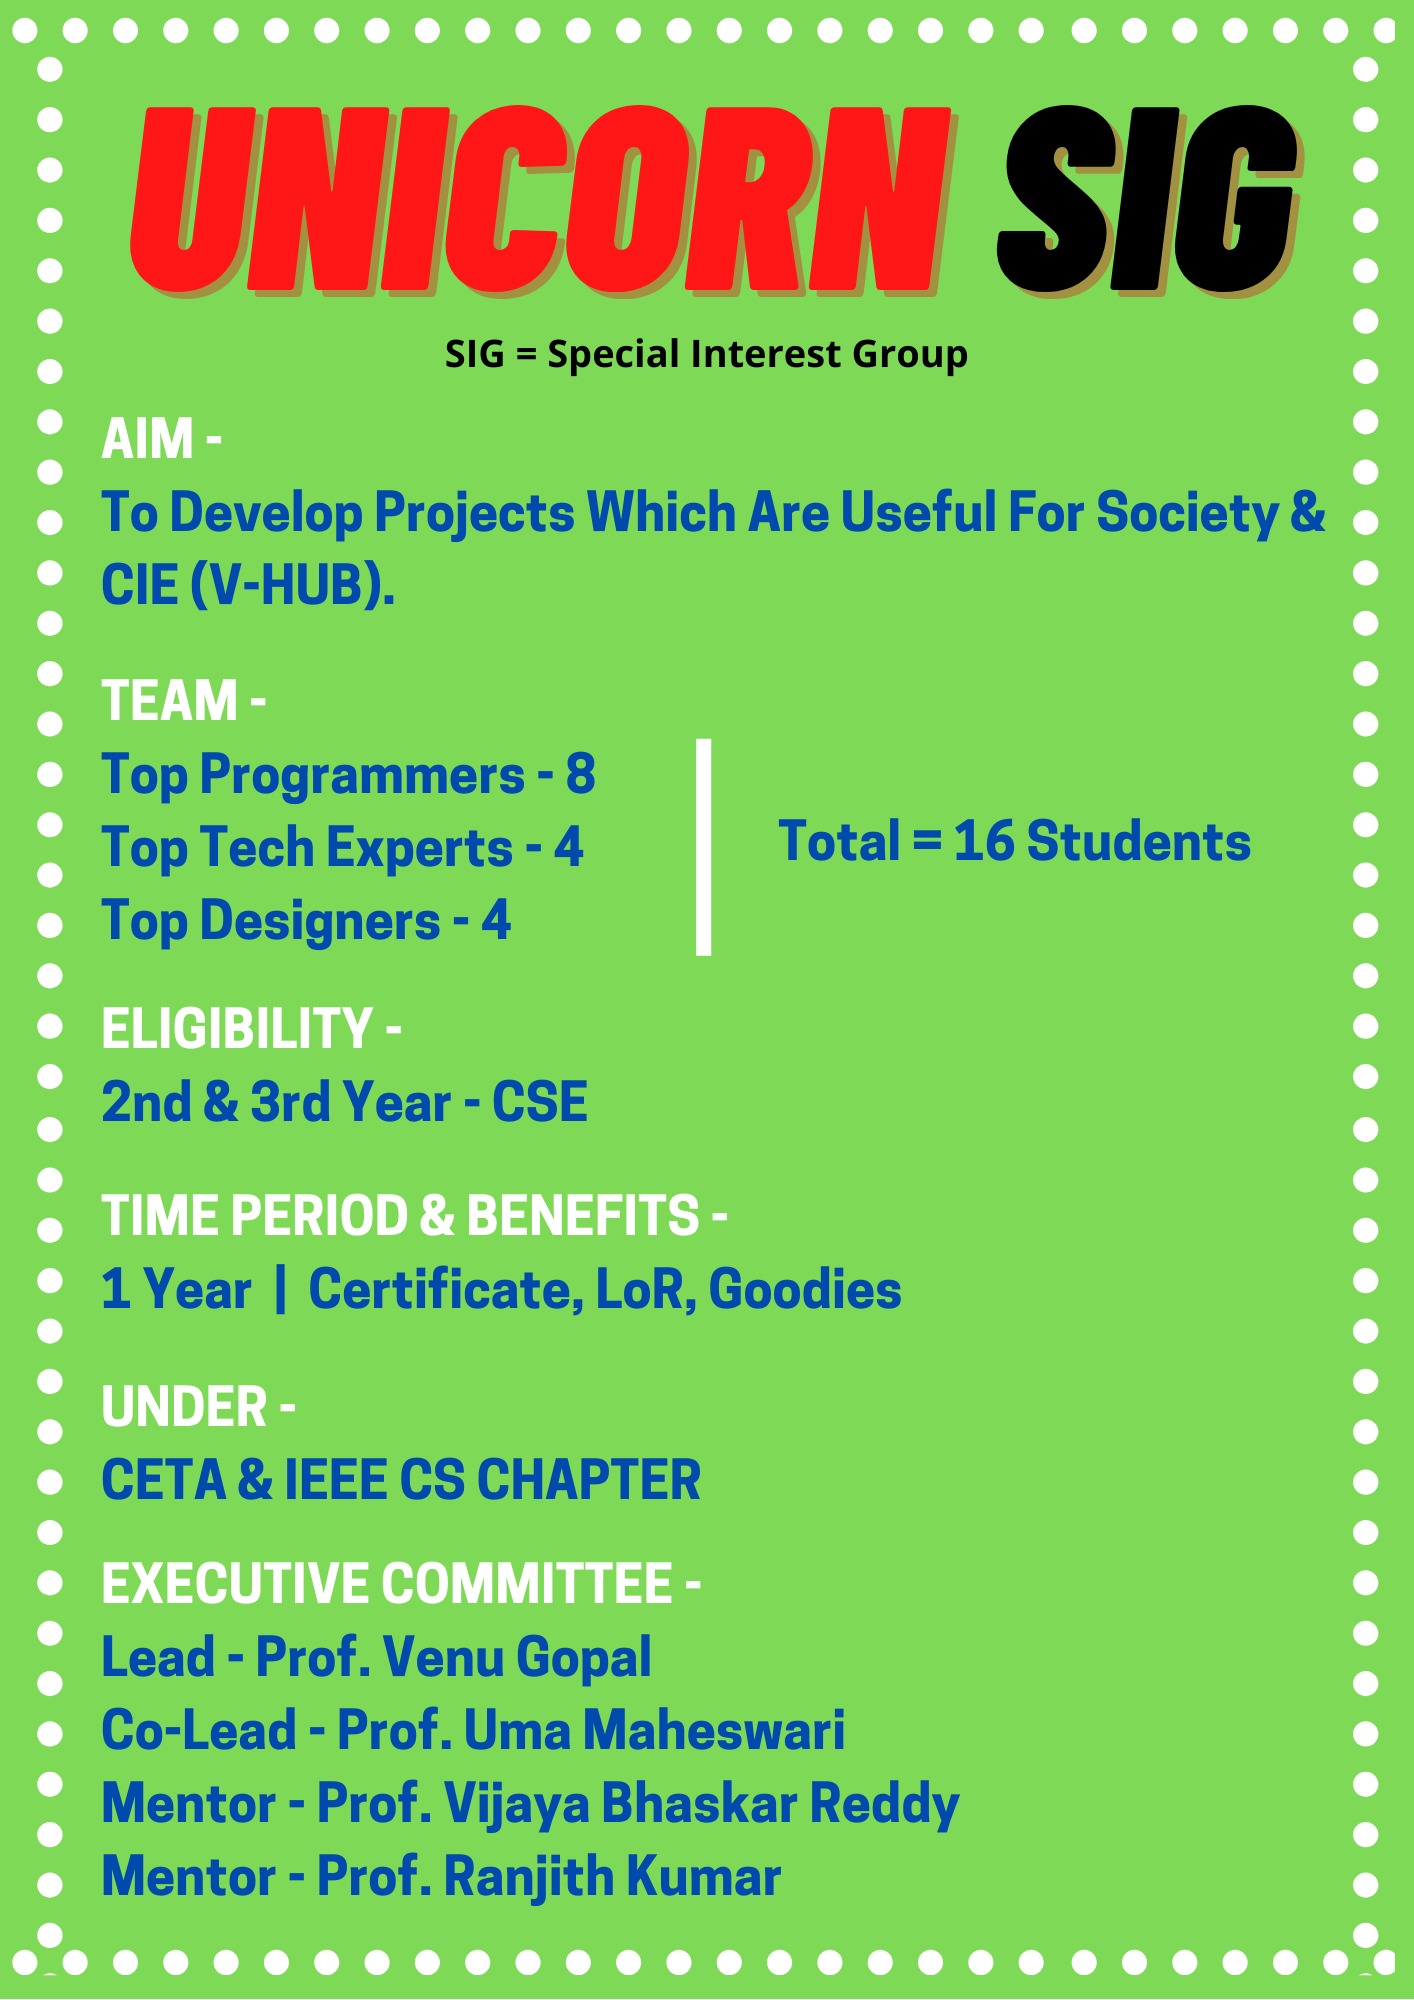 UNICORN SIG
SIG = Special Interest Group
AIM -
To Develop Projects Which Are Useful For Society &
CIE (V-HUB).
TEAM -
Top Programmers - 8
Top Tech Experts - 4
Top Designers - 4
Total = 16 Students
ELIGIBILITY -
2nd & 3rd Year - CSE
TIME PERIOD & BENEFITS -
1 Year | Certificate, LoR, Goodies
UNDER -
CETA & IEEE CS CHAPTER
EXECUTIVE COMMITTEE -
Lead - Prof. Venu Gopal
Co-Lead - Prof. Uma Maheswari
Mentor - Prof. Vijaya Bhaskar Reddy
Mentor - Prof. Ranjith Kumar